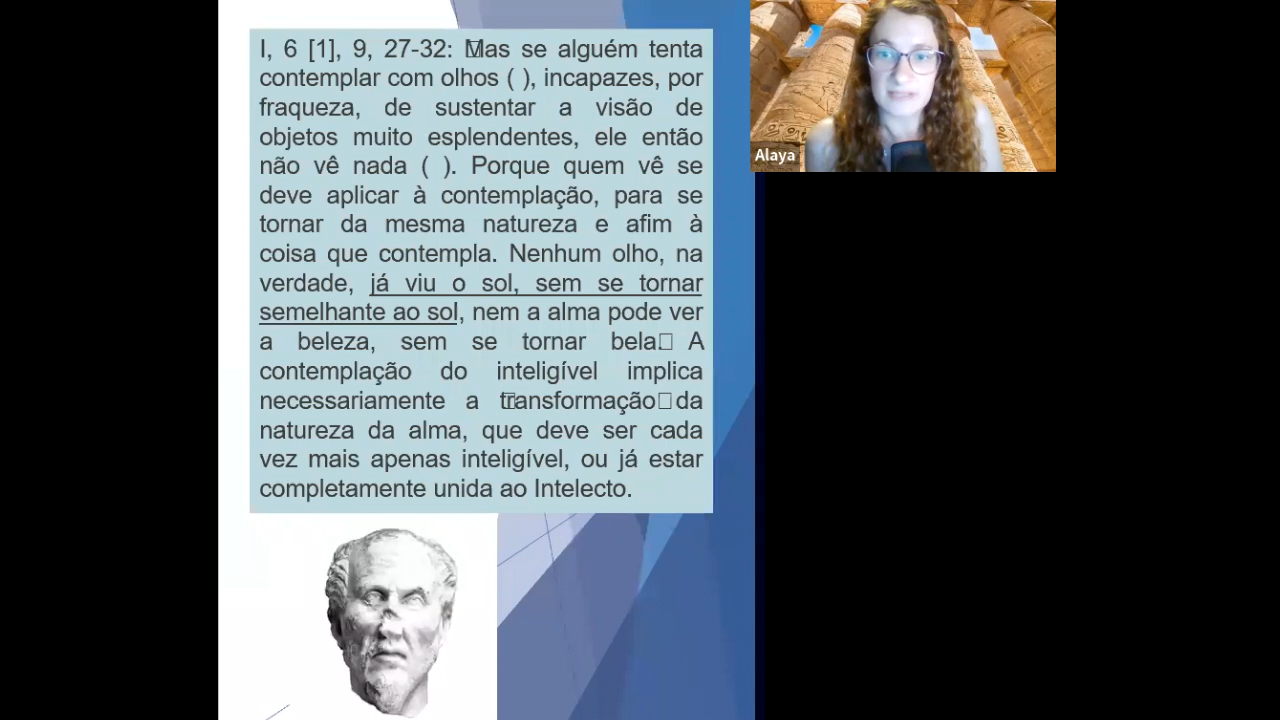 I, 6 [1], 9, 27-32: Mas se alguém tenta
contemplar com olhos ( ), incapazes, por
fraqueza, de sustentar a visão de
objetos muito esplendentes, ele então
não vê nada ( ). Porque quem vê se
deve aplicar à contemplação, para se
tornar da mesma natureza e afim à
coisa que contempla. Nenhum olho, na
verdade, já viu o sol, sem se tornar
semelhante ao sol, nem a alma pode ver
a beleza, sem se tornar bela.□ A
contemplação do inteligível implica
necessariamente a transformação□da
natureza da alma, que deve ser cada
vez mais apenas inteligível, ou já estar
completamente unida ao Intelecto.
Alaya